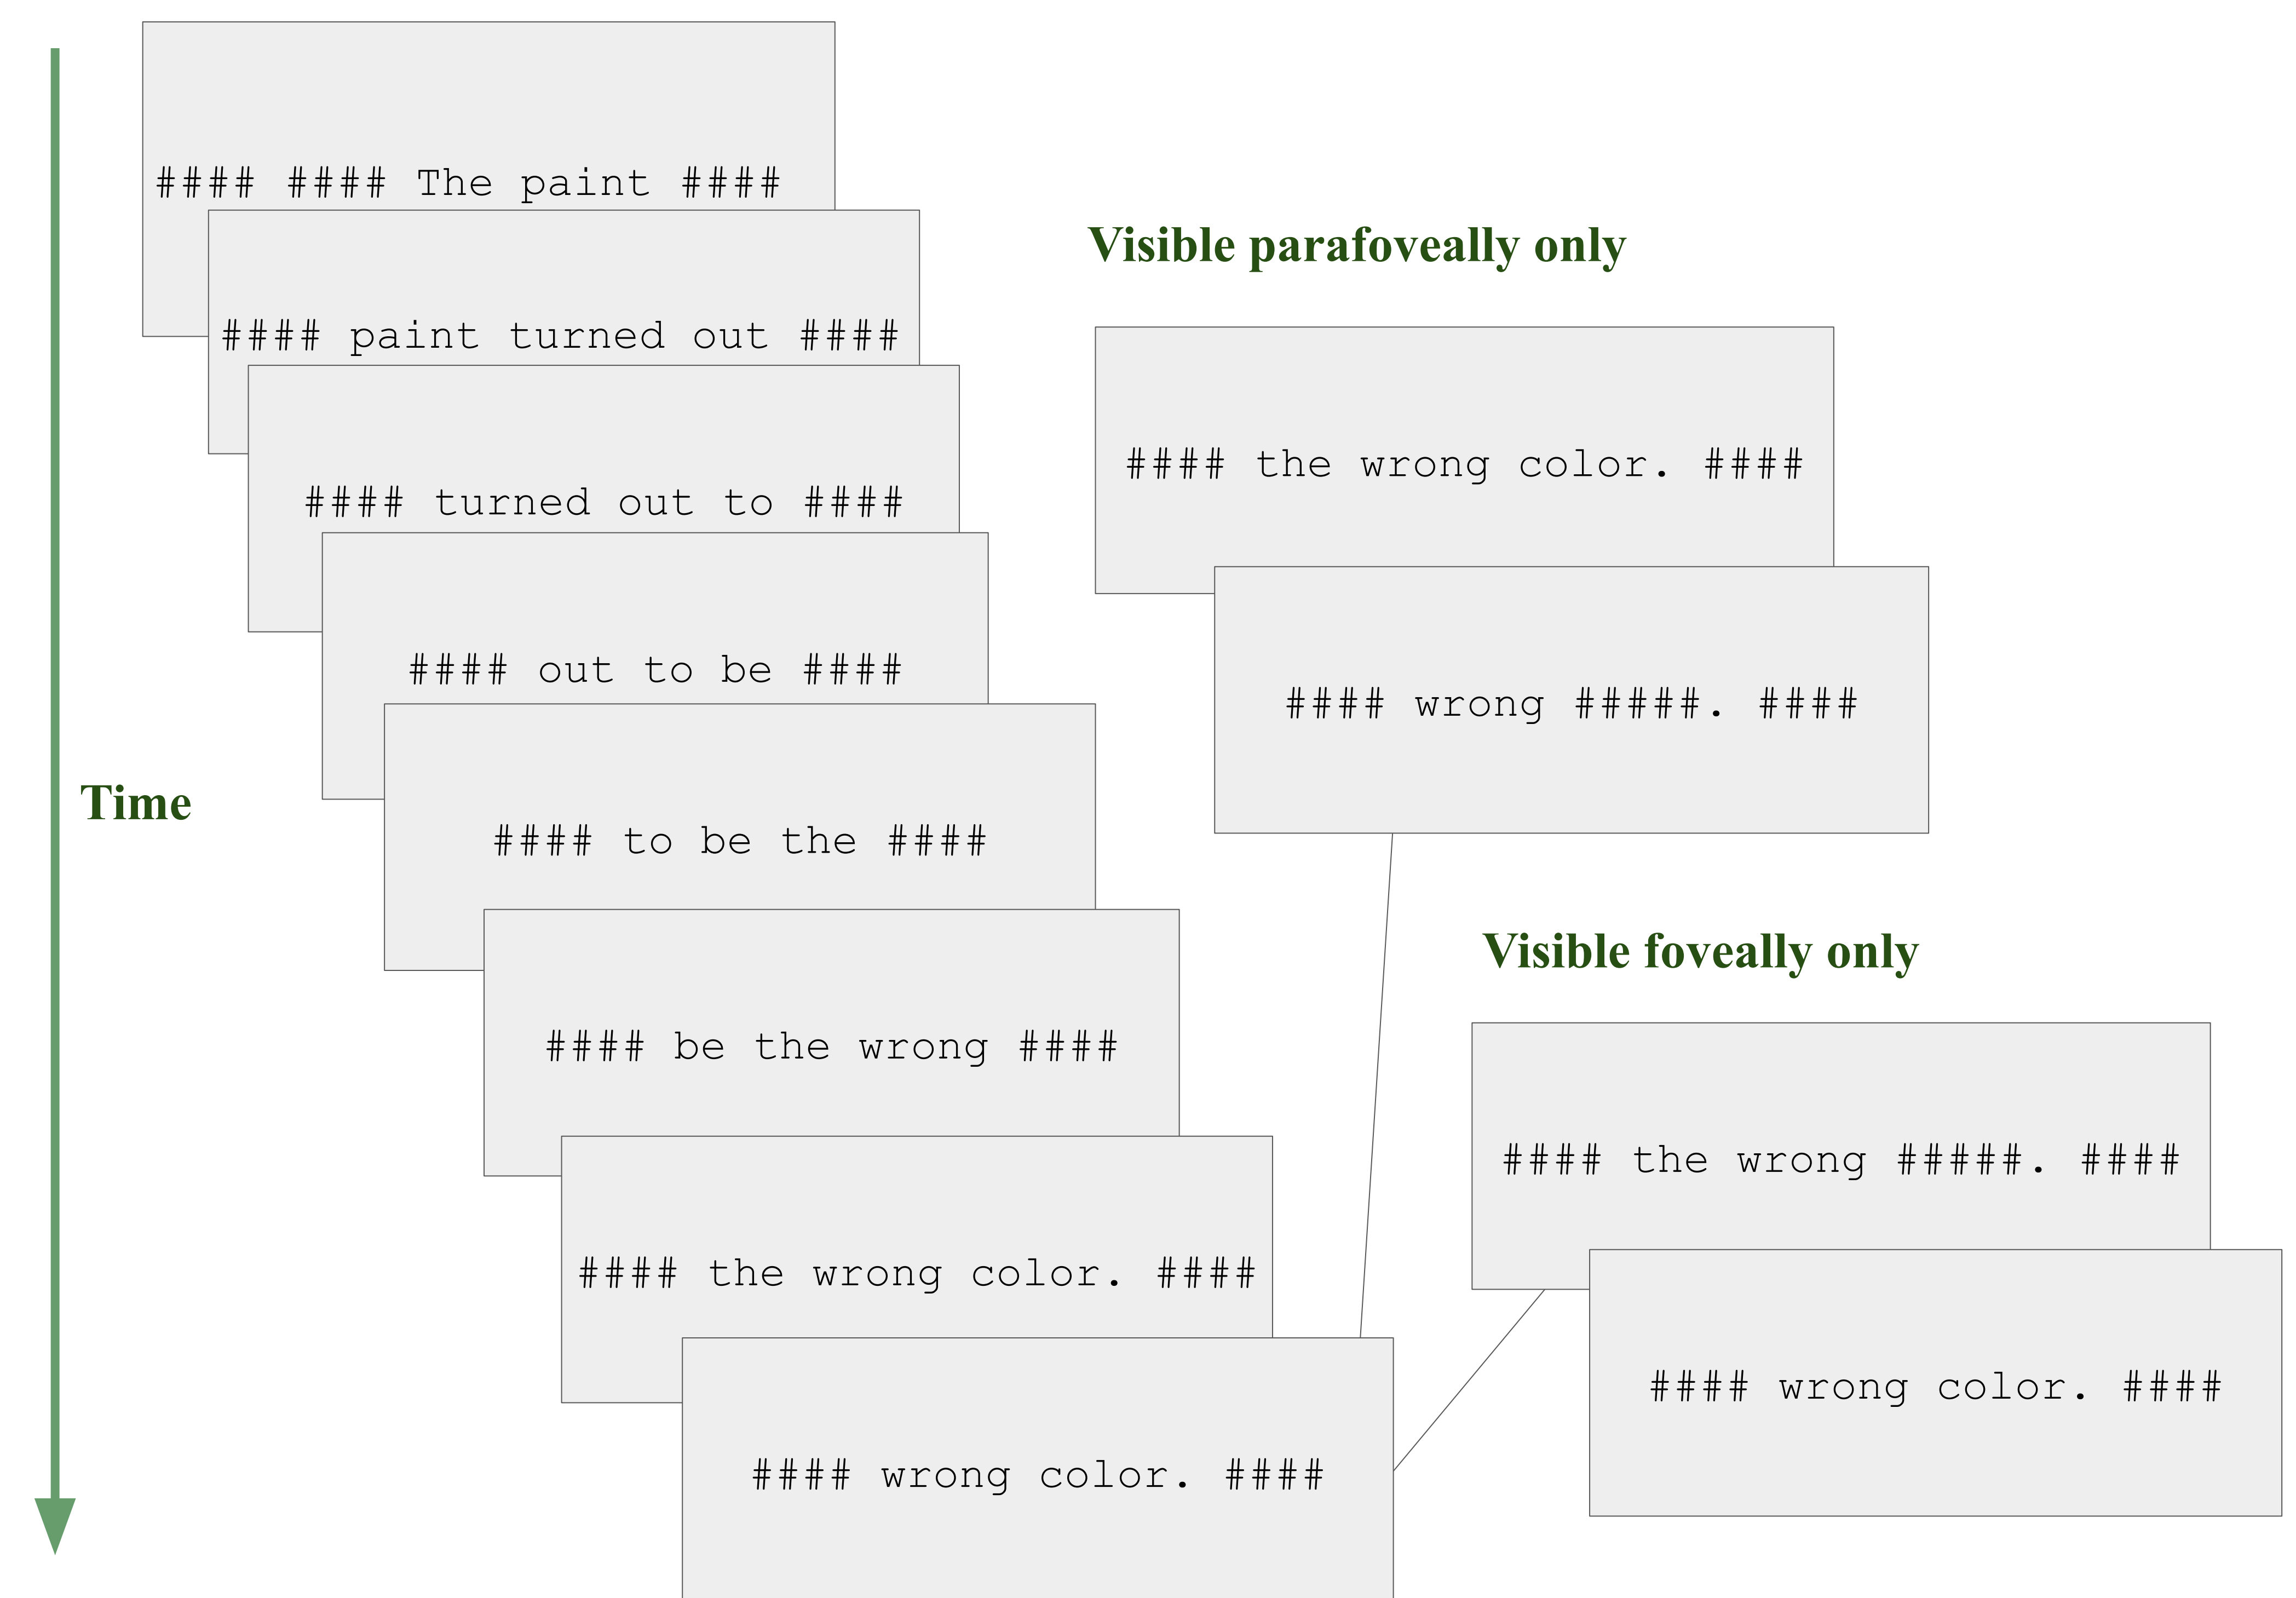 #### #### The paint ####
#### paint turned out ####
#### turned out to ####
#### out to be ####
Time
#### to be the ####
#### be the wrong ####
#### the wrong color. ####
#### wrong color. ####
Visible parafoveally only
#### the wrong color. ####
#### wrong #####. ####
Visible foveally only
#### the wrong #####. ####
#### wrong color. ####